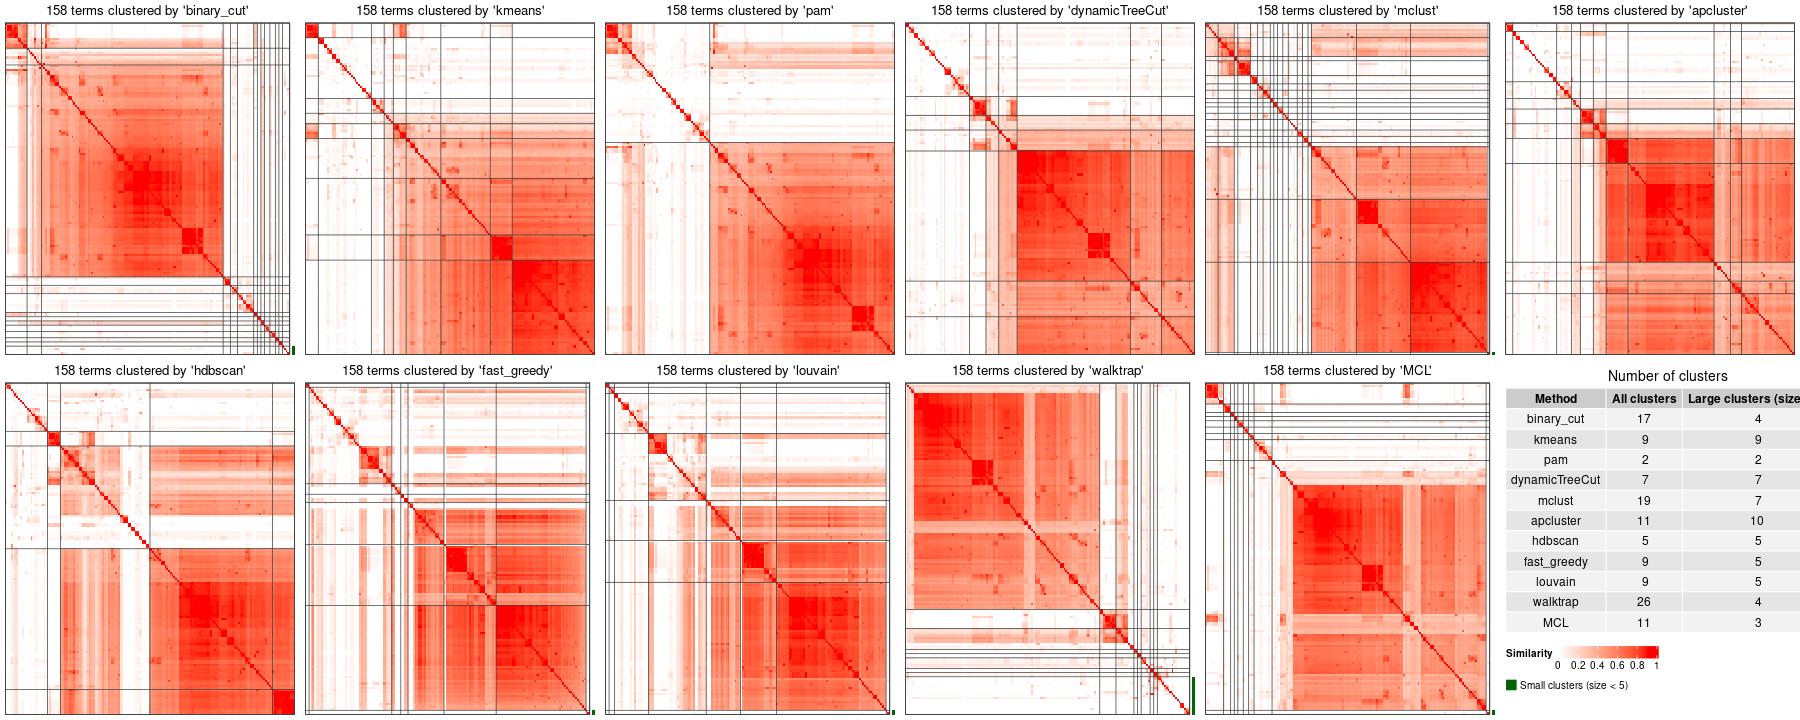 158 terms clustered by 'binary_cut'
158 terms clustered by 'kmeans'
158 terms clustered by 'pam'
158 terms clustered by 'dynamicTreeCut'
158 terms clustered by 'mclust'
158 terms clustered by 'apcluster'
158 terms clustered by 'hdbscan'
158 terms clustered by 'fast_greedy'
158 terms clustered by 'louvain'
158 terms clustered by 'walktrap'
158 terms clustered by 'MCL'
Number of clusters
Method All clusters Large clusters (size
binary_cut 17 4
kmeans 9 9
pam 2 2
dynamicTreeCut 7 7
mclust 19 7
apcluster 11 10
hdbscan 5 5
fast_greedy 9 5
louvain 9 5
walktrap 26 4
MCL 11 3
Similarity
0 0.2 0.4 0.6 0.8 1
Small clusters (size < 5)